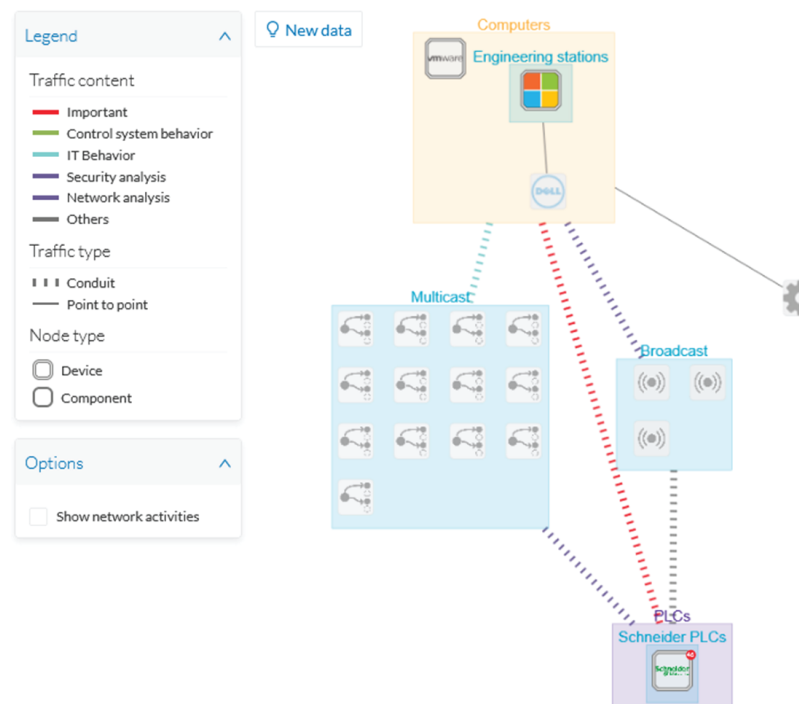 Legend
Traffic content
Important
Control system behavior
IT Behavior
Security analysis
Network analysis
Others
Traffic type
Conduit
Point to point
Node type
Device
Component
Options
Show network activities
New data
Computers
vmware
Engineering stations
DELL
Multicast
Broadcast
PLCs
Schneider PLCs
Schneider